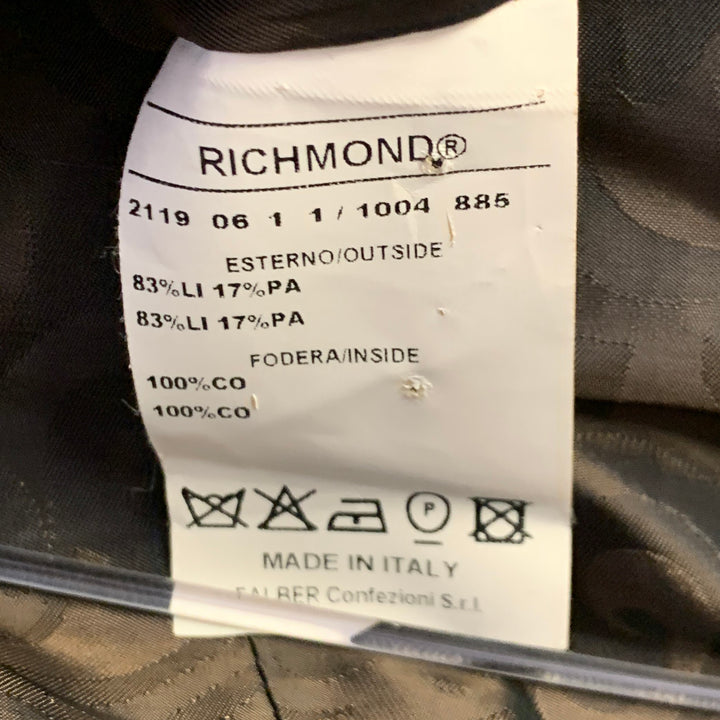 RICHMOND®
2119 06 1 1 / 1004 885
ESTERNO/OUTSIDE
83%LI 17%PA
83%LI 17%PA
FODERA/INSIDE
100%CO
100%CO
P
MADE IN ITALY
Confezioni S.r.l.